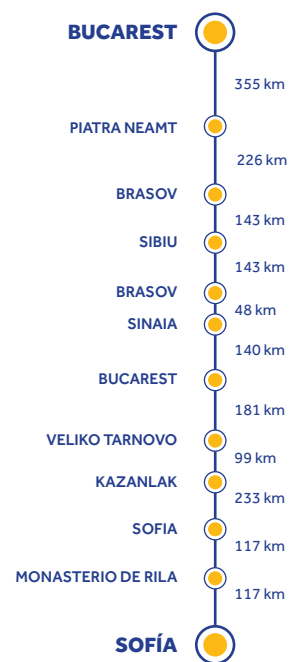 BUCAREST
355 km
PIATRA NEAMT
226 km
BRASOV
143 km
SIBIU
143 km
BRASOV
48 km
SINAIA
140 km
BUCAREST
181 km
VELIKO TARNOVO
99 km
KAZANLAK
233 km
SOFIA
117 km
MONASTERIO DE RILA
117 km
SOFÍA